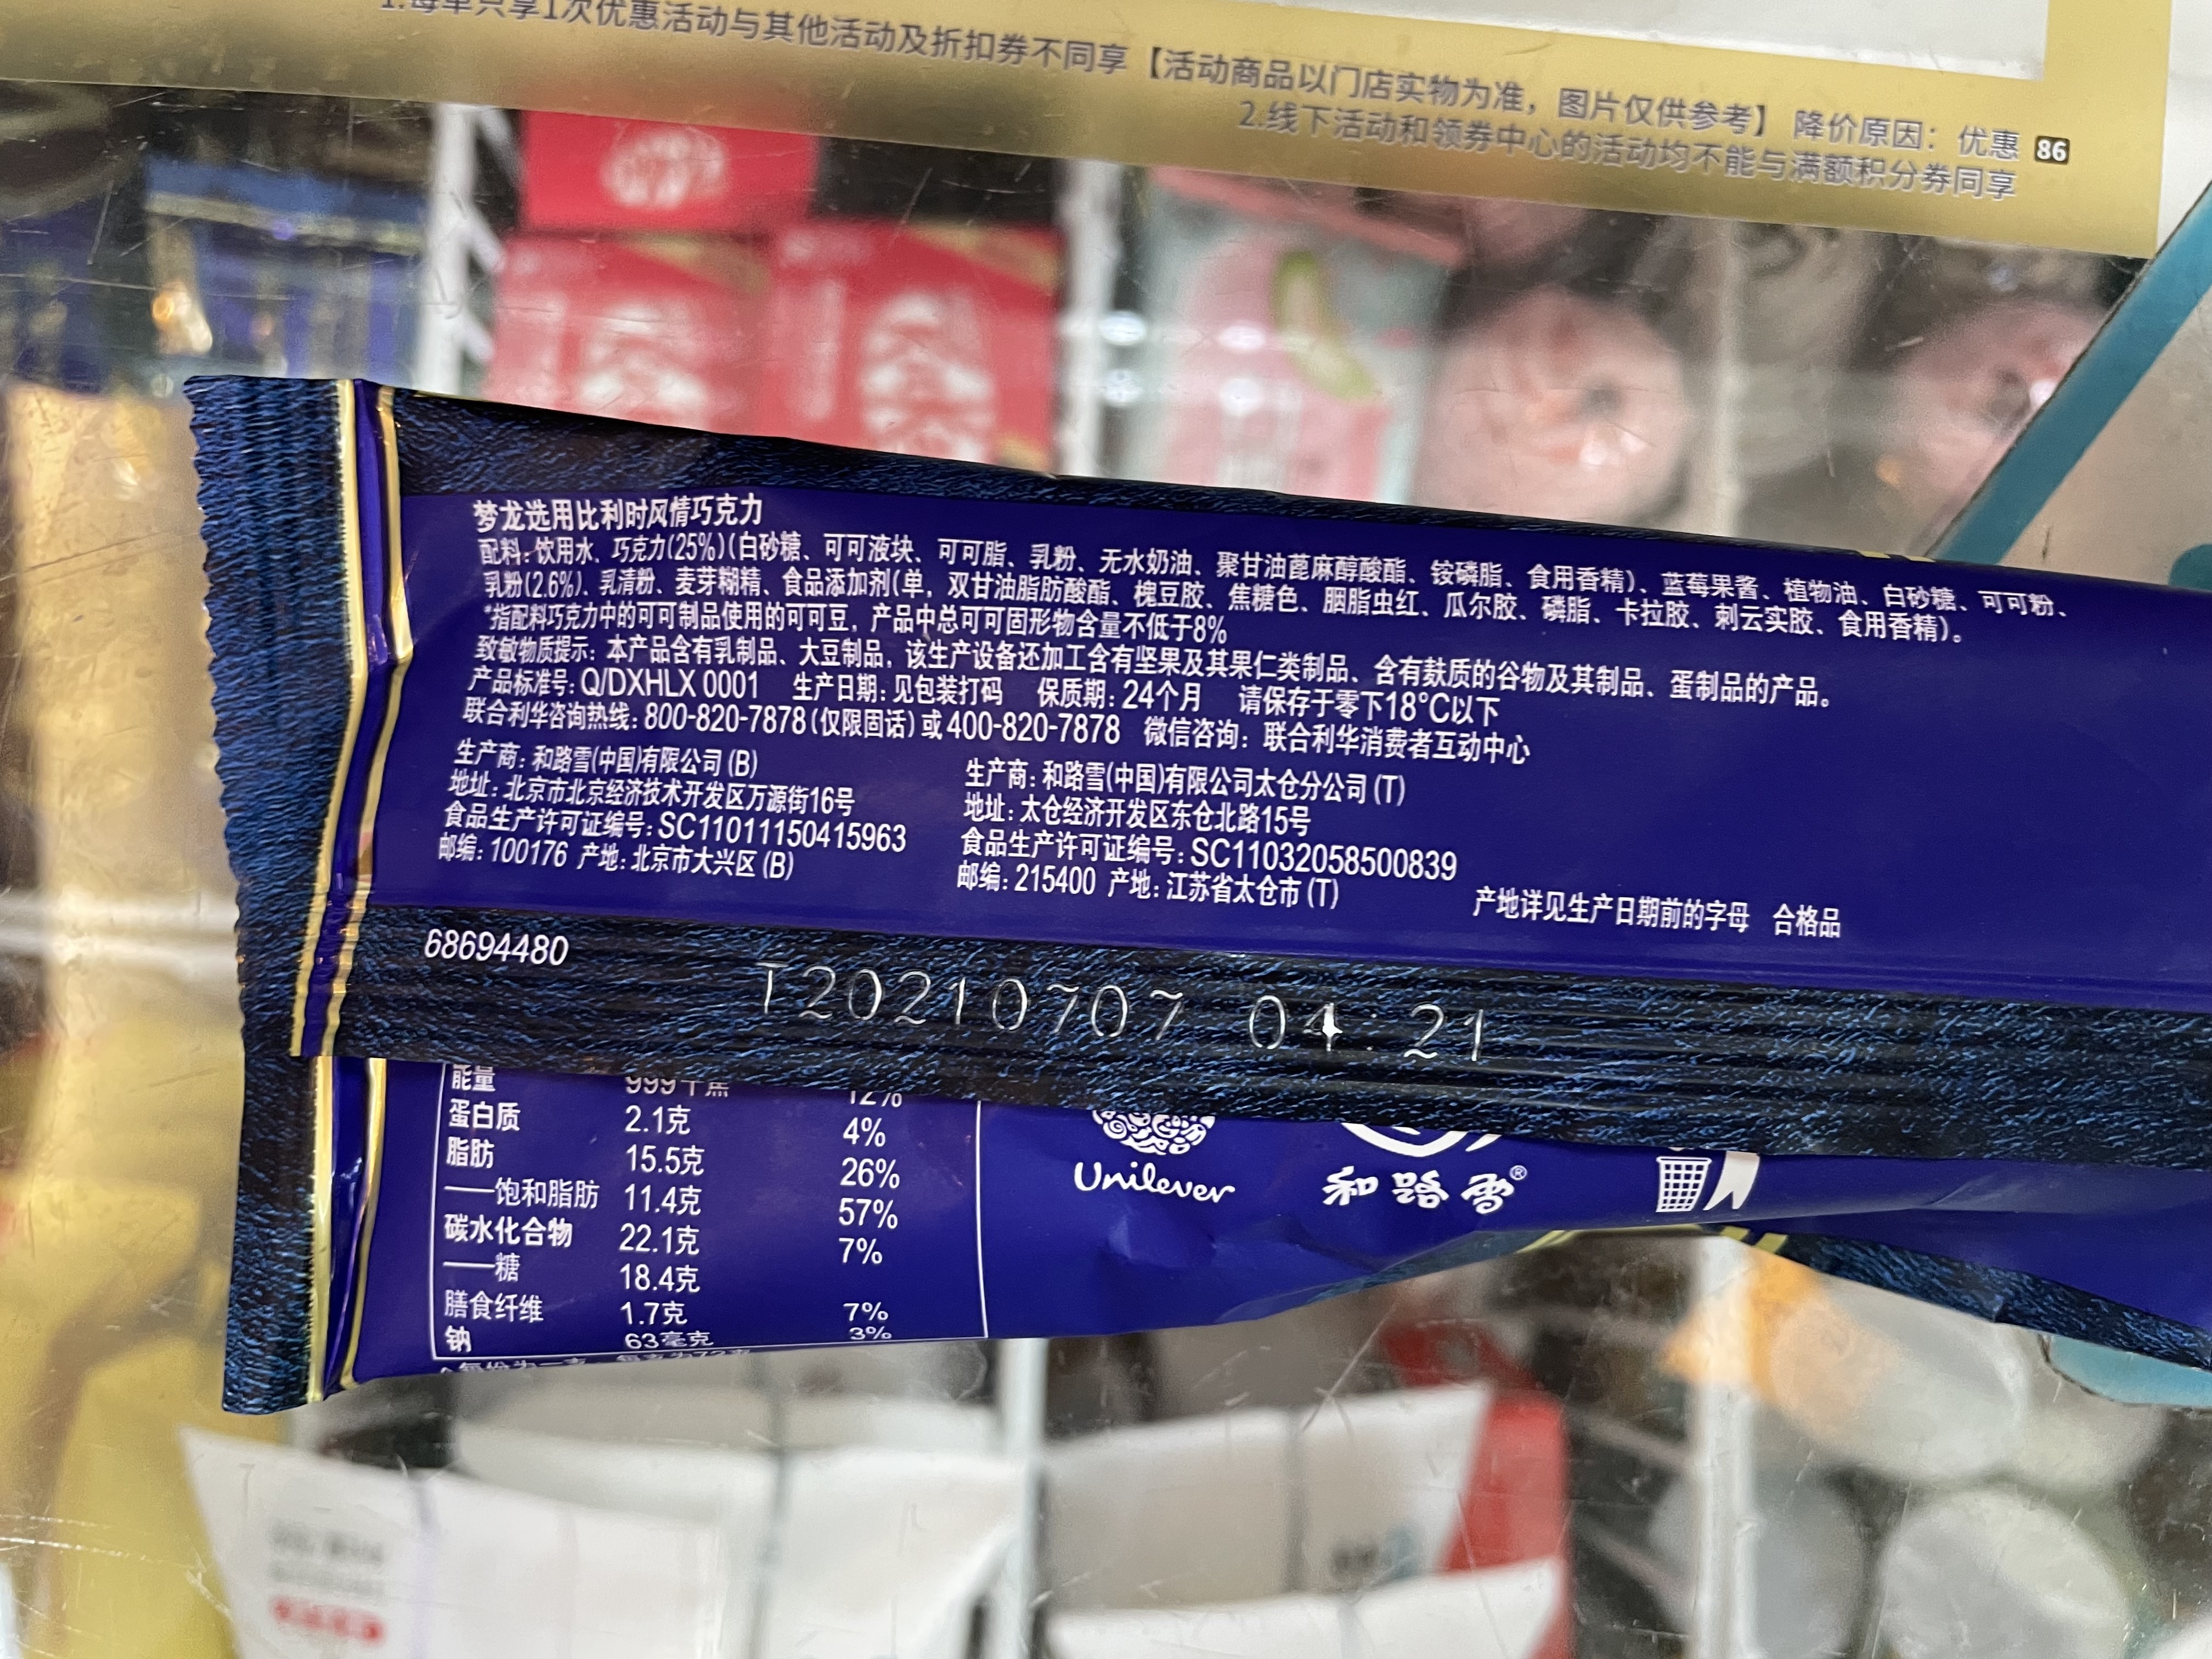 1.每单只享1次优惠活动与其他活动及折扣券不同享【活动商品以门店实物为准，图片仅供参考】 降价原因：优惠 86
2.线下活动和领券中心的活动均不能与满额积分券同享
梦龙选用比利时风情巧克力
配料：饮用水、巧克力(25%)(白砂糖、可可液块、可可脂、乳粉、无水奶油、聚甘油蓖麻醇酸酯、铵磷脂、食用香精)、蓝莓果酱、植物油、白砂糖、可可粉、
乳粉(2.6%)、乳清粉、麦芽糊精、食品添加剂(单，双甘油脂肪酸酯、槐豆胶、焦糖色、胭脂虫红、瓜尔胶、磷脂、卡拉胶、刺云实胶、食用香精)。
*指配料巧克力中的可可制品使用的可可豆，产品中总可可固形物含量不低于8%
致敏物质提示：本产品含有乳制品、大豆制品，该生产设备还加工含有坚果及其果仁类制品、含有麸质的谷物及其制品、蛋制品的产品。
产品标准号：Q/DXHLX 0001 生产日期：见包装打码 保质期：24个月 请保存于零下18°C以下
联合利华咨询热线：800-820-7878(仅限固话)或400-820-7878 微信咨询：联合利华消费者互动中心
生产商：和路雪(中国)有限公司(B)
地址：北京市北京经济技术开发区万源街16号
食品生产许可证编号：SC11011150415963
邮编：100176 产地：北京市大兴区(B)
生产商：和路雪(中国)有限公司太仓分公司(T)
地址：太仓经济开发区东仓北路15号
食品生产许可证编号：SC11032058500839
邮编：215400 产地：江苏省太仓市(T)
产地详见生产日期前的字母 合格品
68694480
T20210707 04:21
能量 999千焦 12%
蛋白质 2.1克 4%
脂肪 15.5克 26%
——饱和脂肪 11.4克 57%
碳水化合物 22.1克 7%
——糖 18.4克
膳食纤维 1.7克 7%
钠 63毫克 3%
Unilever
和路雪®